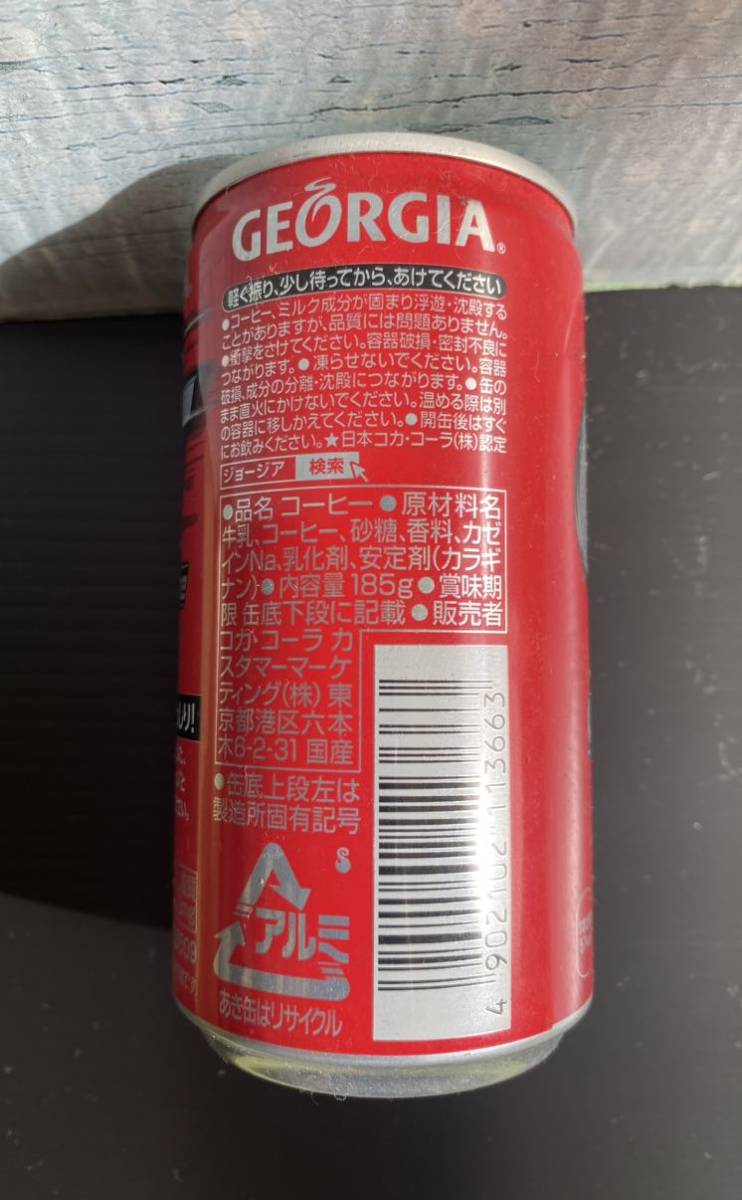 GEORGIA®
軽く振り、少し待ってから、あけてください
●コーヒー、ミルク成分が固まり浮遊・沈殿する
ことがありますが、品質には問題ありません。
●衝撃をさけてください。容器破損・密封不良に
つながります。●凍らせないでください。容器
破損、成分の分離・沈殿につながります。●缶の
まま直火にかけないでください。温める際は別
の容器に移しかえてください。●開缶後はすぐ
にお飲みください。★日本コカ・コーラ(株)認定
ジョージア 検索
●品名 コーヒー ●原材料名
牛乳、コーヒー、砂糖、香料、カゼ
インNa、乳化剤、安定剤(カラギ
ナン) ●内容量 185g ●賞味期
限 缶底下段に記載 ●販売者
コカ・コーラ カ
スタマーマーケ
ティング(株) 東
京都港区六本
木6-2-31 国産
●缶底上段左は
製造所固有記号
アルミ
あき缶はリサイクル
4 902102 113663